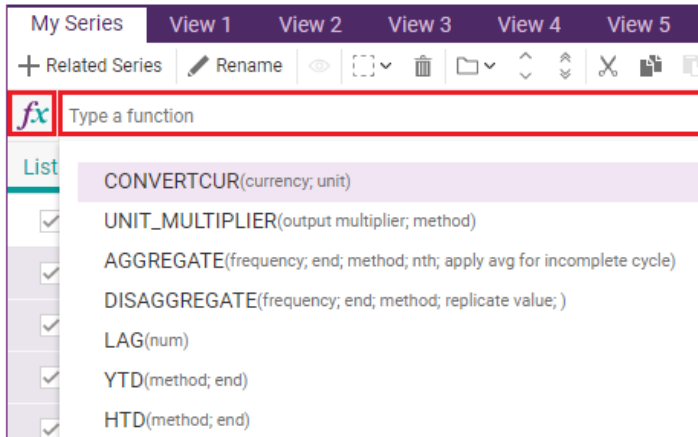 My Series View 1 View 2 View 3 View 4 View 5
Related Series Rename
fx Type a function
List
CONVERTCUR(currency; unit)
UNIT_MULTIPLIER(output multiplier; method)
AGGREGATE(frequency; end; method; nth; apply avg for incomplete cycle)
DISAGGREGATE(frequency; end; method; replicate value; )
LAG(num)
YTD(method; end)
HTD(method; end)